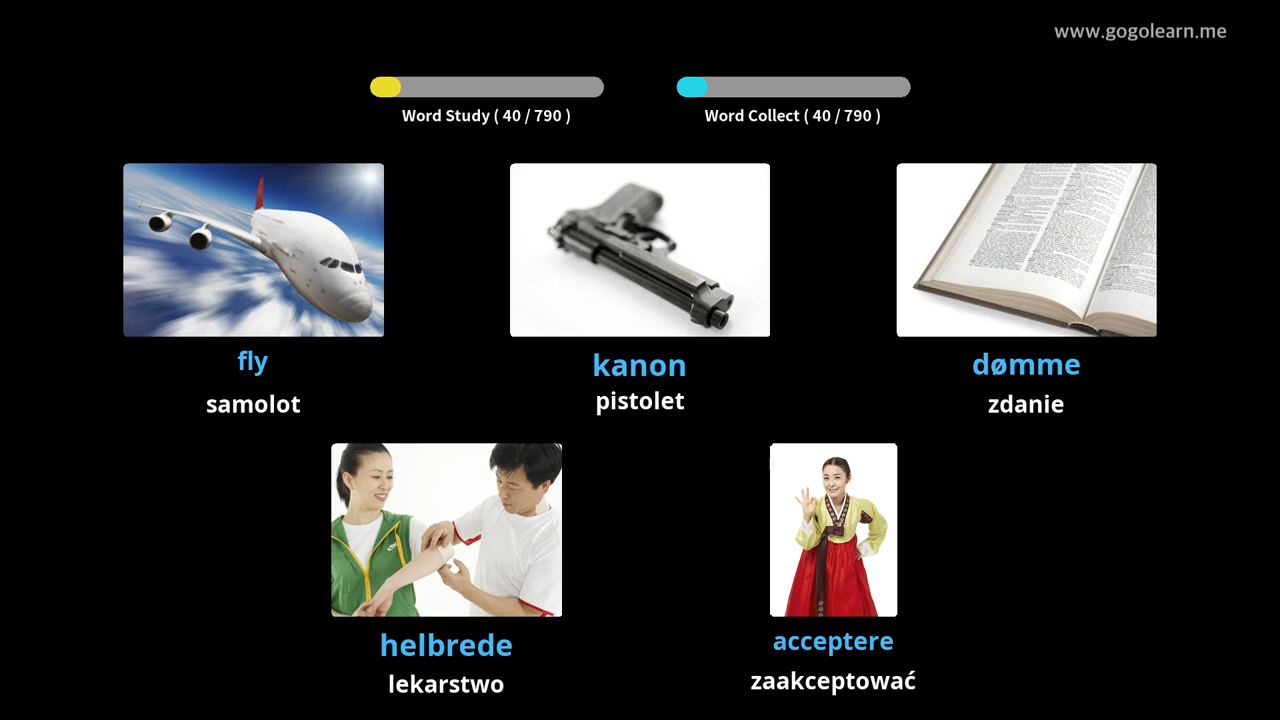 www.gogolearn.me
Word Study ( 40 / 790 )
Word Collect ( 40 / 790 )
fly
samolot
kanon
pistolet
dømme
zdanie
helbrede
lekarstwo
acceptere
zaakceptować